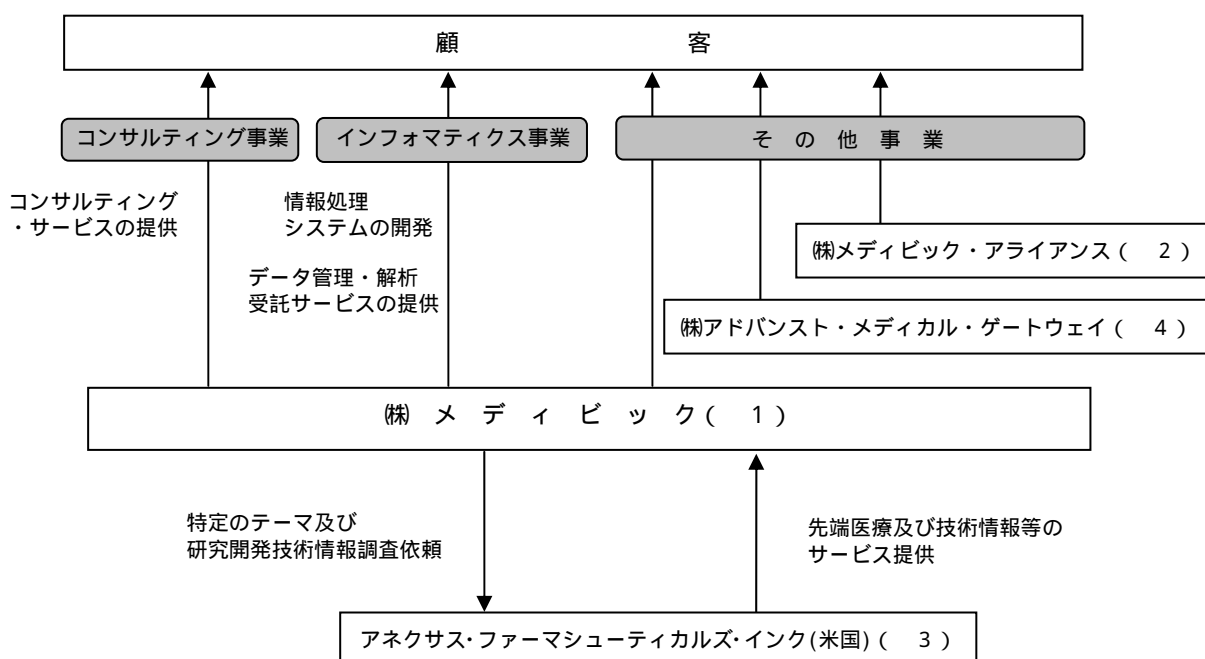 顧 客
コンサルティング事業
インフォマティクス事業
そ の 他 事 業
コンサルティング
・サービスの提供
情報処理
システムの開発
データ管理・解析
受託サービスの提供
㈱メディビック・アライアンス( 2)
㈱アドバンスト・メディカル・ゲートウェイ( 4)
㈱ メ デ ィ ビ ッ ク( 1)
特定のテーマ及び
研究開発技術情報調査依頼
先端医療及び技術情報等の
サービス提供
アネクサス・ファーマシューティカルズ・インク(米国)( 3)